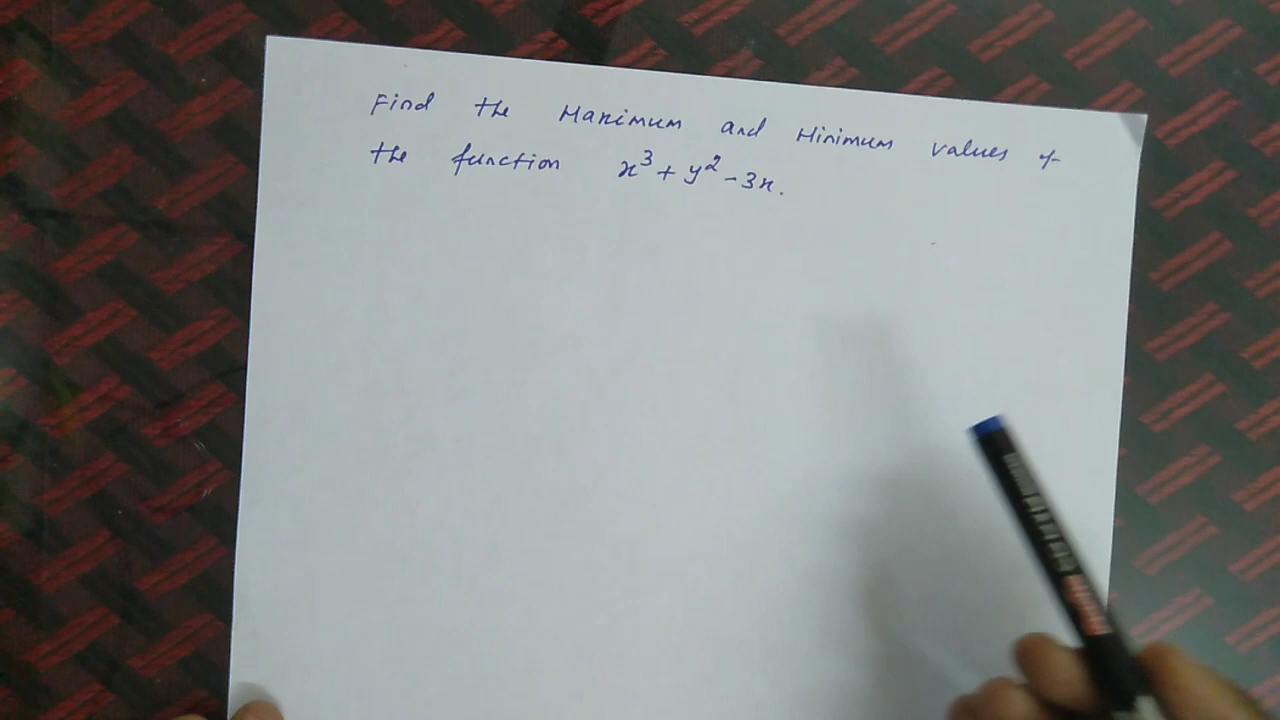 Find the Maximum and Minimum values of
the function x³ + y² - 3x.